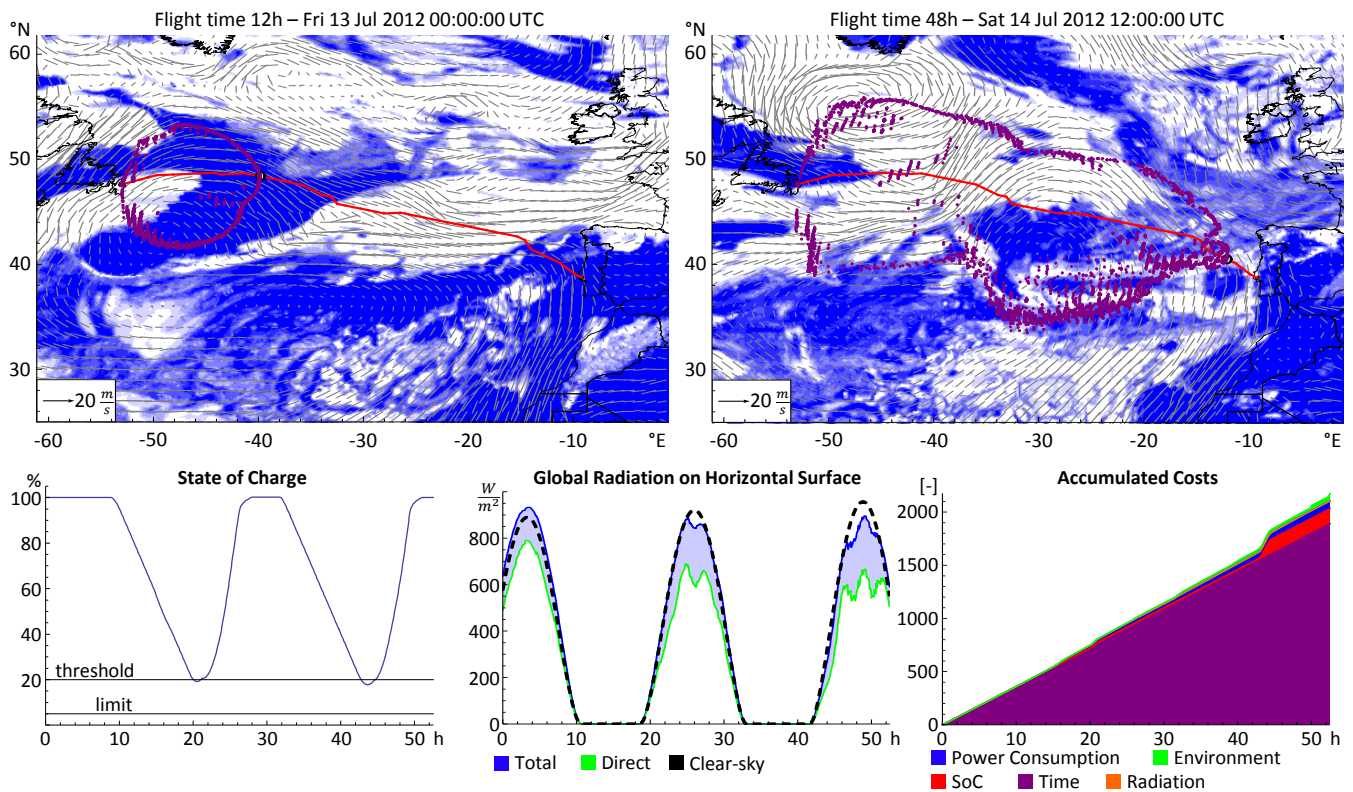 Flight time 12h – Fri 13 Jul 2012 00:00:00 UTC
Flight time 48h – Sat 14 Jul 2012 12:00:00 UTC
°N
60
50
40
30
20 m/s
-60 -50 -40 -30 -20 -10 °E
°N
60
50
40
30
20 m/s
-60 -50 -40 -30 -20 -10 °E
State of Charge
%
100
80
60
40
threshold
20
limit
0 10 20 30 40 50 h
Global Radiation on Horizontal Surface
W/m²
800
600
400
200
0
0 10 20 30 40 50 h
Total Direct Clear-sky
Accumulated Costs
[-]
2000
1500
1000
500
0
0 10 20 30 40 50 h
Power Consumption Environment
SoC Time Radiation